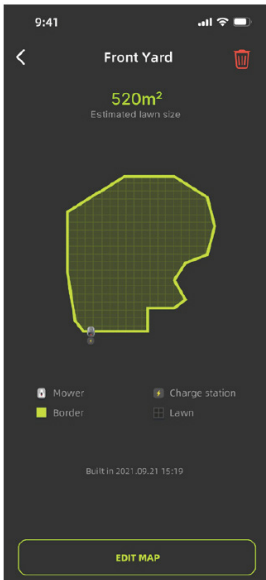 9:41
Front Yard
520m²
Estimated lawn size
Mower
Charge station
Border
Lawn
Built in 2021.09.21 15:19
EDIT MAP